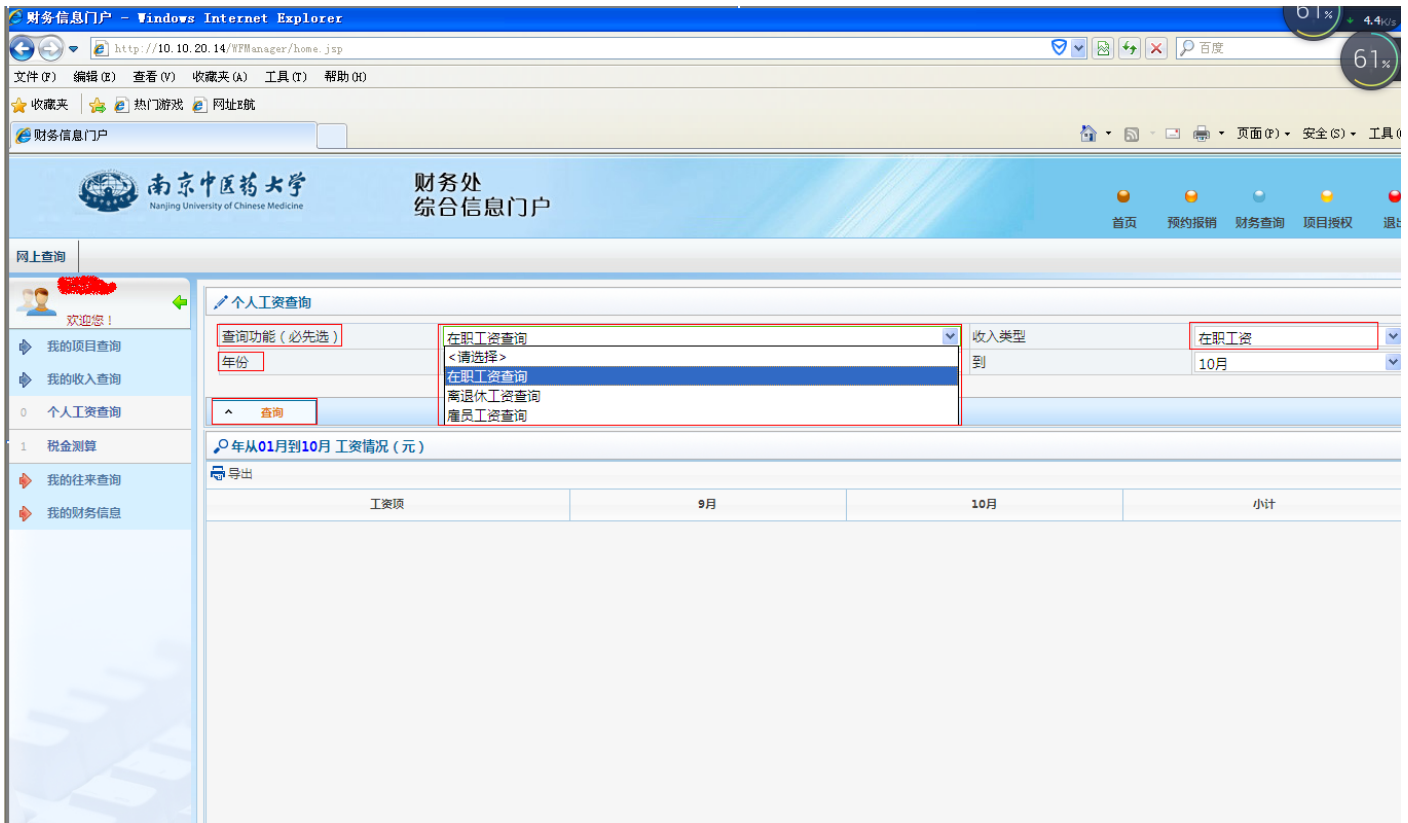 财务信息门户 - Windows Internet Explorer
61%
4.4K/s
http://10.10.20.14/WFManager/home.jsp
百度
61%
文件(F) 编辑(E) 查看(V) 收藏夹(A) 工具(T) 帮助(H)
收藏夹 热门游戏 网址导航
财务信息门户
页面(P) 安全(S) 工具(
南京中医药大学
Nanjing University of Chinese Medicine
财务处
综合信息门户
首页 预约报销 财务查询 项目授权 退出
网上查询
欢迎您！
我的项目查询
我的收入查询
0 个人工资查询
1 税金测算
我的往来查询
我的财务信息
个人工资查询
查询功能（必先选） 在职工资查询 收入类型 在职工资
年份 到 10月
<请选择>
在职工资查询
离退休工资查询
雇员工资查询
查询
年从01月到10月 工资情况（元）
导出
工资项 9月 10月 小计